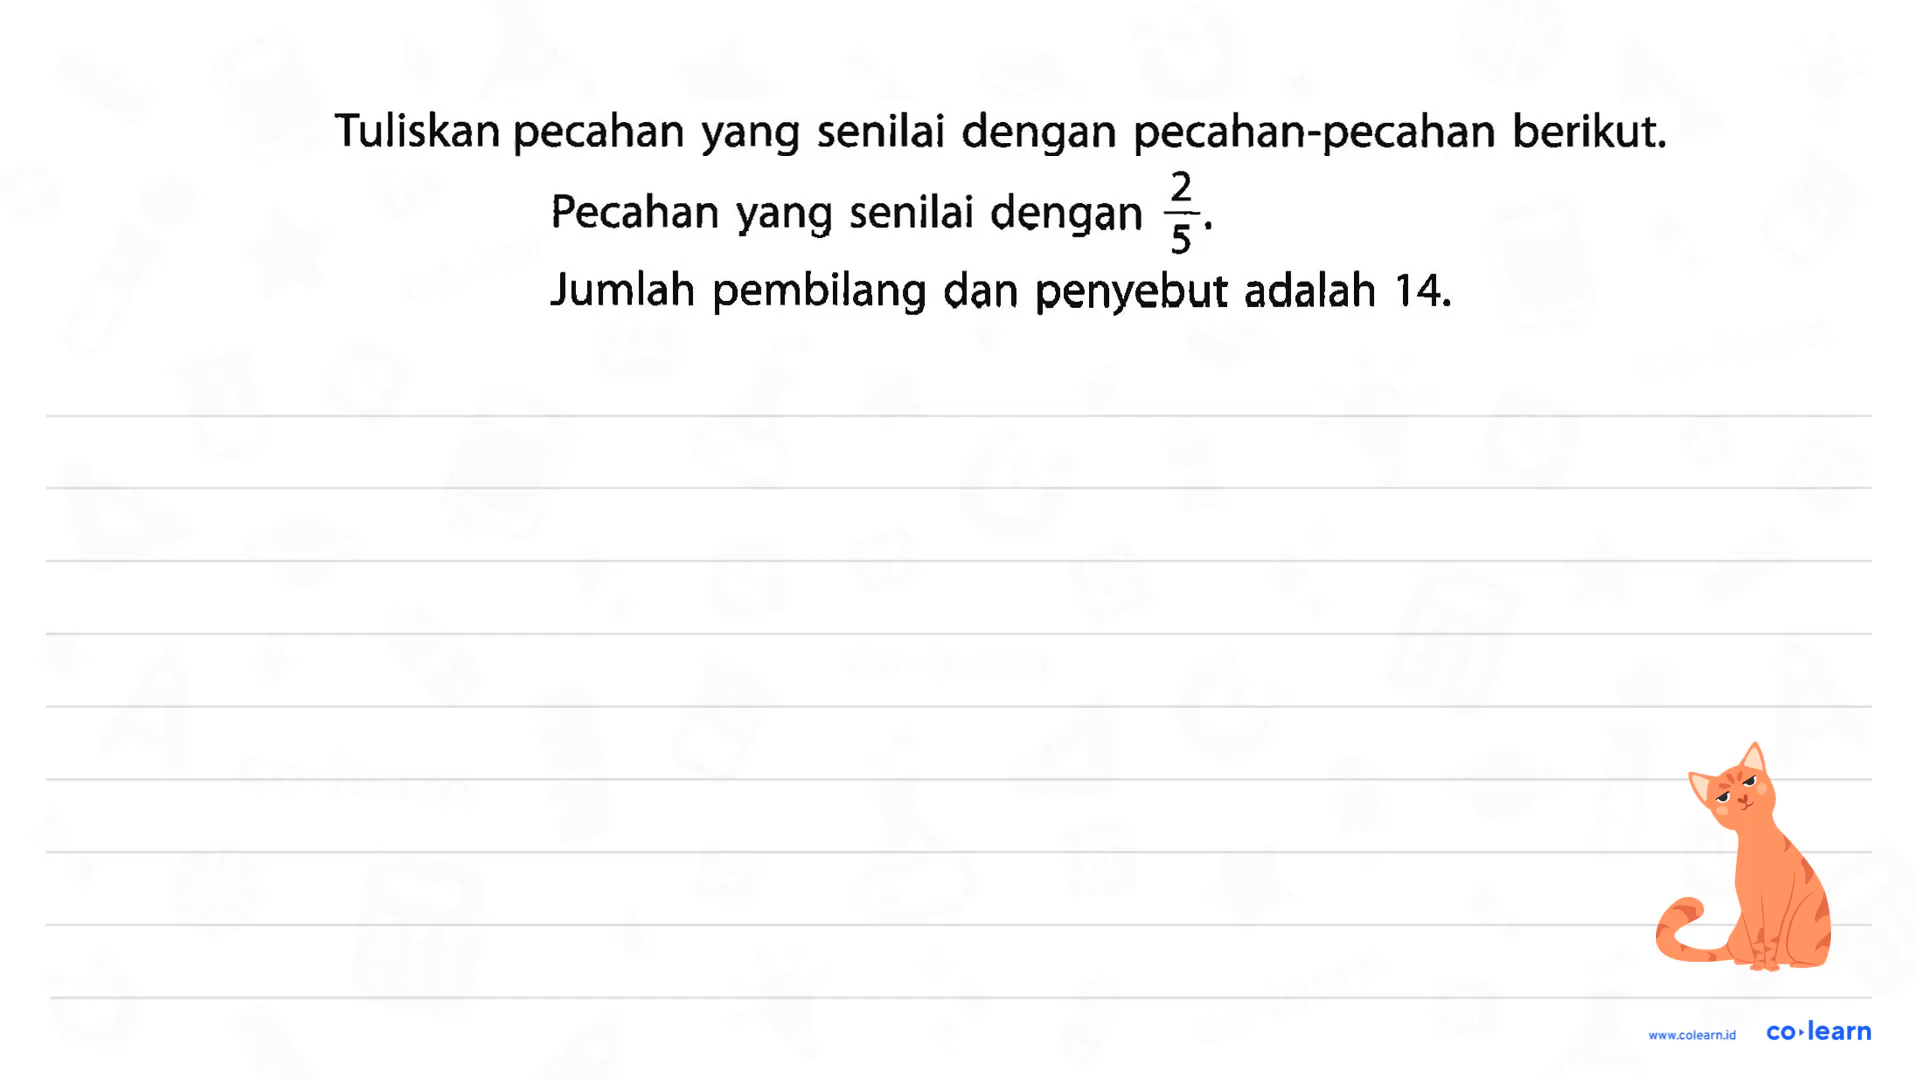 Tuliskan pecahan yang senilai dengan pecahan-pecahan berikut.
Pecahan yang senilai dengan 2/5.
Jumlah pembilang dan penyebut adalah 14.
www.colearn.id co·learn